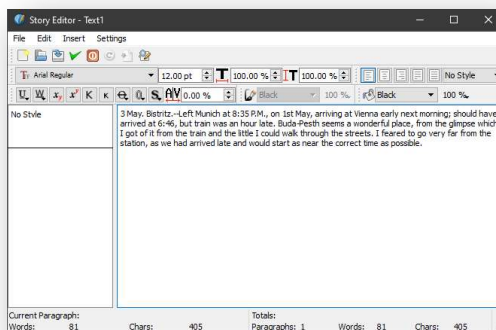 Story Editor - Text1
File Edit Insert Settings
Arial Regular 12.00 pt 100.00 % 100.00 % No Style
0.00 % Black 100 % Black 100 %
No Style
3 May. Bistritz.--Left Munich at 8:35 P.M., on 1st May, arriving at Vienna early next morning; should have
arrived at 6:46, but train was an hour late. Buda-Pesth seems a wonderful place, from the glimpse which
I got of it from the train and the little I could walk through the streets. I feared to go very far from the
station, as we had arrived late and would start as near the correct time as possible.
Current Paragraph: Totals:
Words: 81 Chars: 405 Paragraphs: 1 Words: 81 Chars: 405